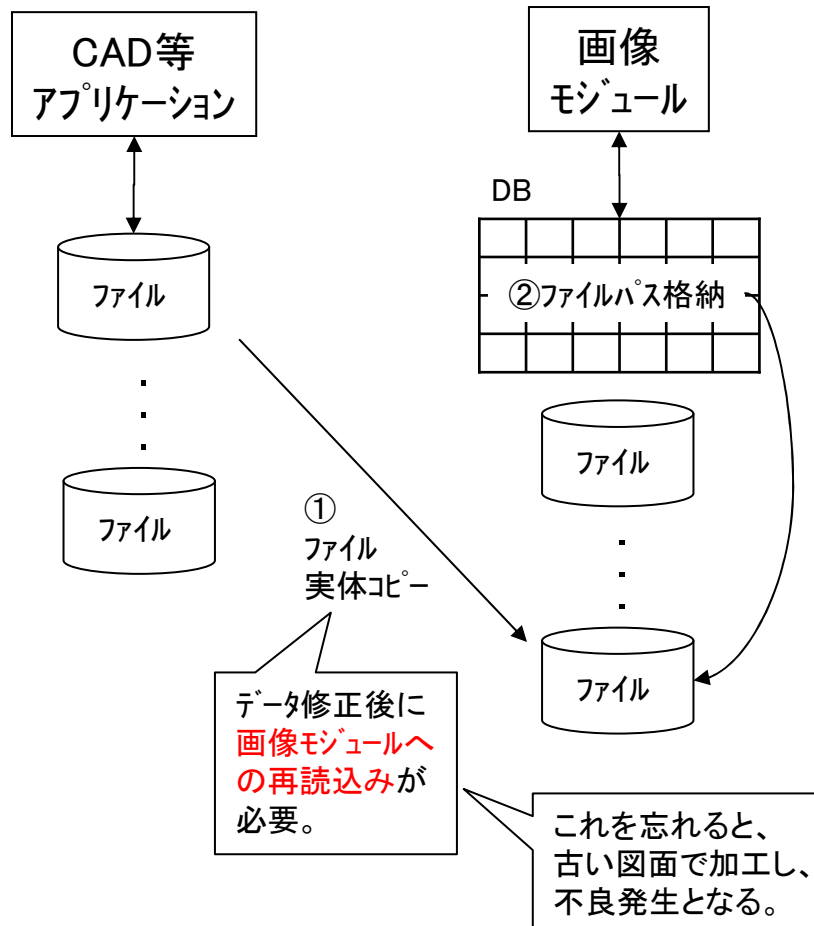 CAD等
アプリケーション
画像
モジュール
DB
ファイル
②ファイルパス格納
ファイル
ファイル
①
ファイル
実体コピー
ファイル
データ修正後に
画像モジュールへ
の再読込みが
必要。
これを忘れると、
古い図面で加工し、
不良発生となる。